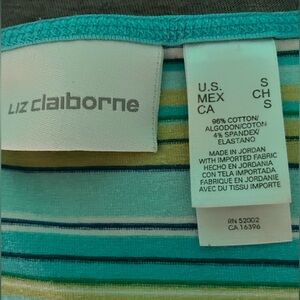 Liz claiborne
U.S. S
MEX CH
CA S
96% COTTON/
ALGODON/COTON
4% SPANDEX/
ELASTANO
MADE IN JORDAN
WITH IMPORTED FABRIC
HECHO EN JORDANIA
CON TELA IMPORTADA
FABRIQUE EN JORDANIE
AVEC DU TISSU IMPORTE
RN 52002
CA 16396